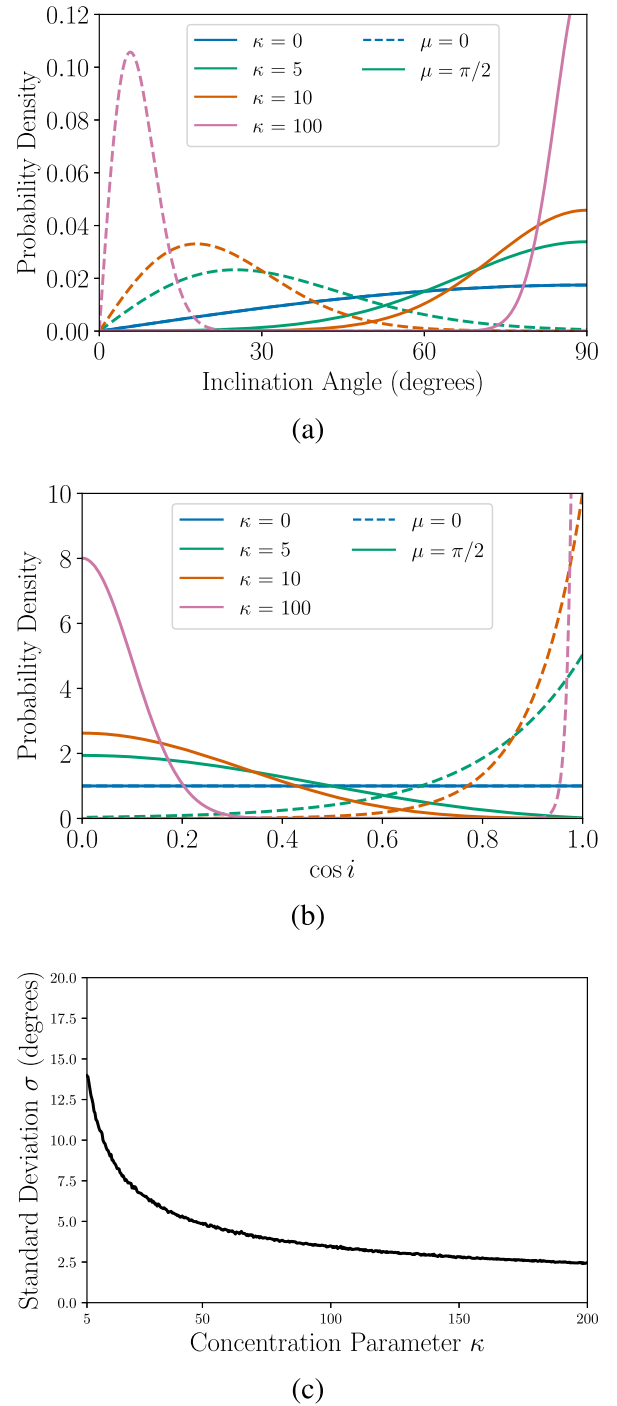 0.12
0.10
0.08
0.06
0.04
0.02
0.00
Probability Density
κ = 0
κ = 5
κ = 10
κ = 100
μ = 0
μ = π/2
0 30 60 90
Inclination Angle (degrees)
(a)
10
8
6
4
2
0
Probability Density
κ = 0
κ = 5
κ = 10
κ = 100
μ = 0
μ = π/2
0.0 0.2 0.4 0.6 0.8 1.0
cos i
(b)
20.0
17.5
15.0
12.5
10.0
7.5
5.0
2.5
0.0
Standard Deviation σ (degrees)
5 50 100 150 200
Concentration Parameter κ
(c)